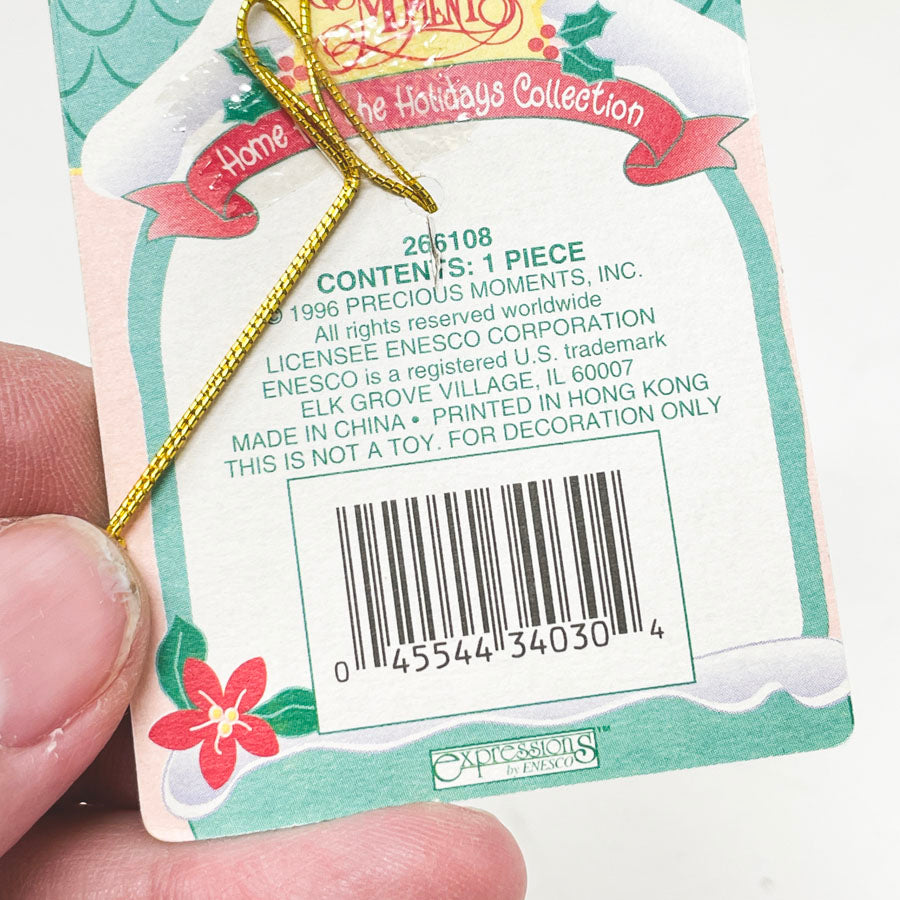 MOMENTS
Home he Holidays Collection
266108
CONTENTS: 1 PIECE
© 1996 PRECIOUS MOMENTS, INC.
All rights reserved worldwide
LICENSEE ENESCO CORPORATION
ENESCO is a registered U.S. trademark
ELK GROVE VILLAGE, IL 60007
MADE IN CHINA • PRINTED IN HONG KONG
THIS IS NOT A TOY. FOR DECORATION ONLY
0 45544 34030 4
expressions™
by ENESCO